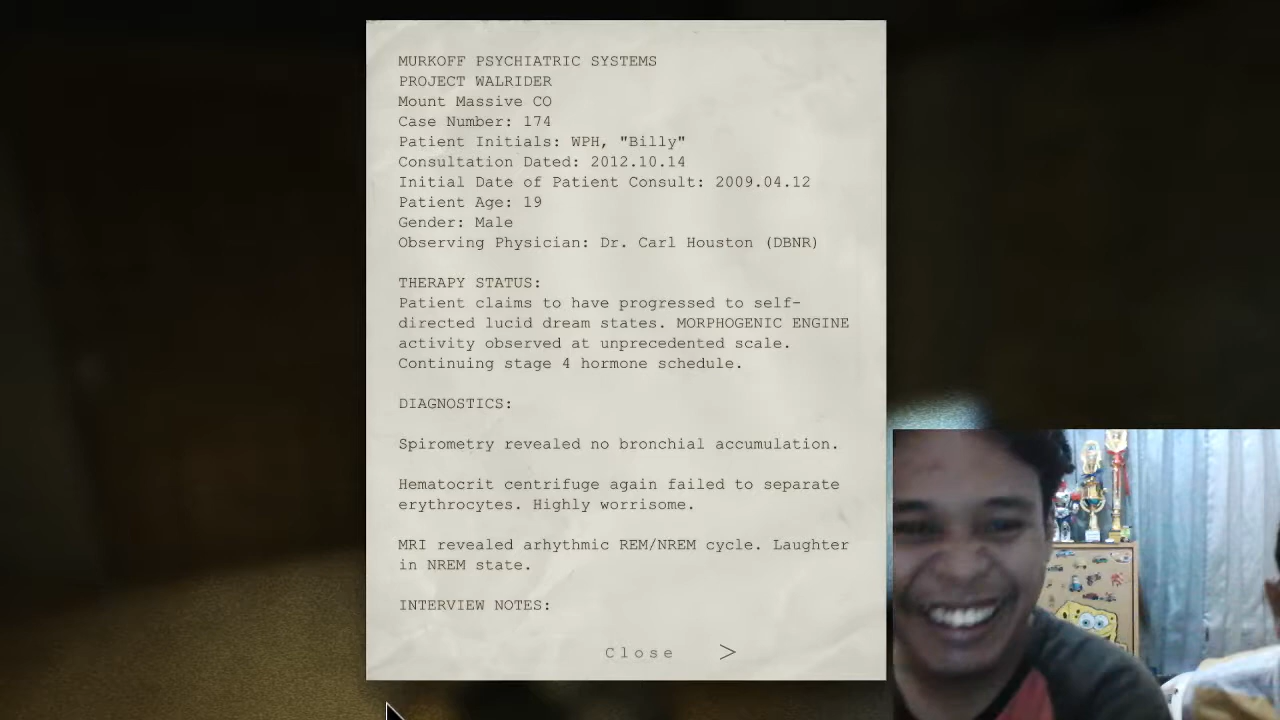 MURKOFF PSYCHIATRIC SYSTEMS
PROJECT WALRIDER
Mount Massive CO
Case Number: 174
Patient Initials: WPH, "Billy"
Consultation Dated: 2012.10.14
Initial Date of Patient Consult: 2009.04.12
Patient Age: 19
Gender: Male
Observing Physician: Dr. Carl Houston (DBNR)
THERAPY STATUS:
Patient claims to have progressed to self-
directed lucid dream states. MORPHOGENIC ENGINE
activity observed at unprecedented scale.
Continuing stage 4 hormone schedule.
DIAGNOSTICS:
Spirometry revealed no bronchial accumulation.
Hematocrit centrifuge again failed to separate
erythrocytes. Highly worrisome.
MRI revealed arhythmic REM/NREM cycle. Laughter
in NREM state.
INTERVIEW NOTES:
Close >